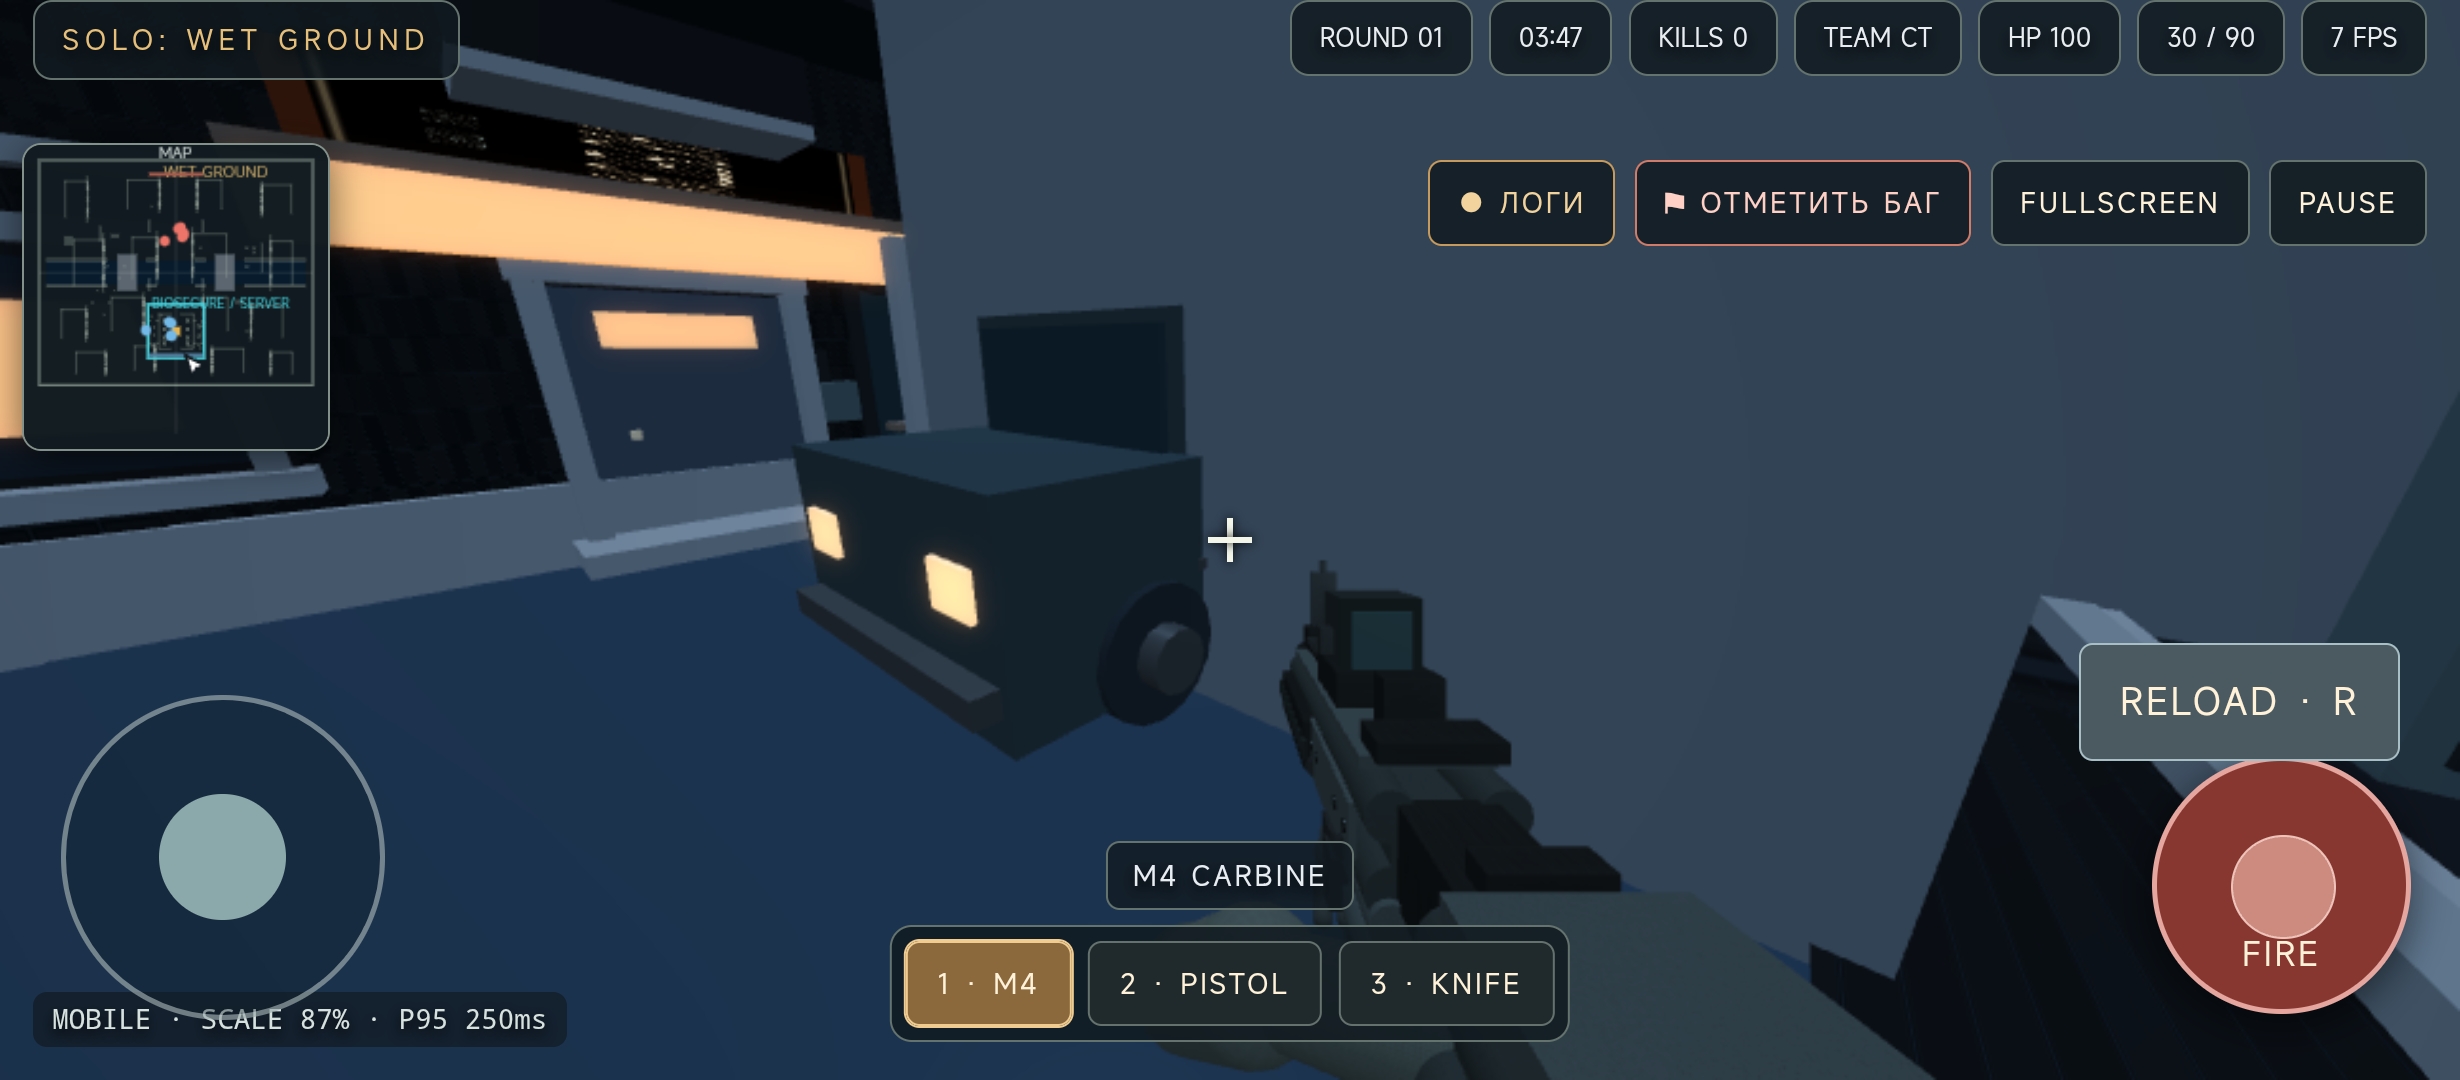 SOLO: WET GROUND
ROUND 01
03:47
KILLS 0
TEAM CT
HP 100
30 / 90
7 FPS
MAP
WET GROUND
BIOSECURE / SERVER
ЛОГИ
ОТМЕТИТЬ БАГ
FULLSCREEN
PAUSE
RELOAD · R
FIRE
M4 CARBINE
1 · M4
2 · PISTOL
3 · KNIFE
MOBILE · SCALE 87% · P95 250ms